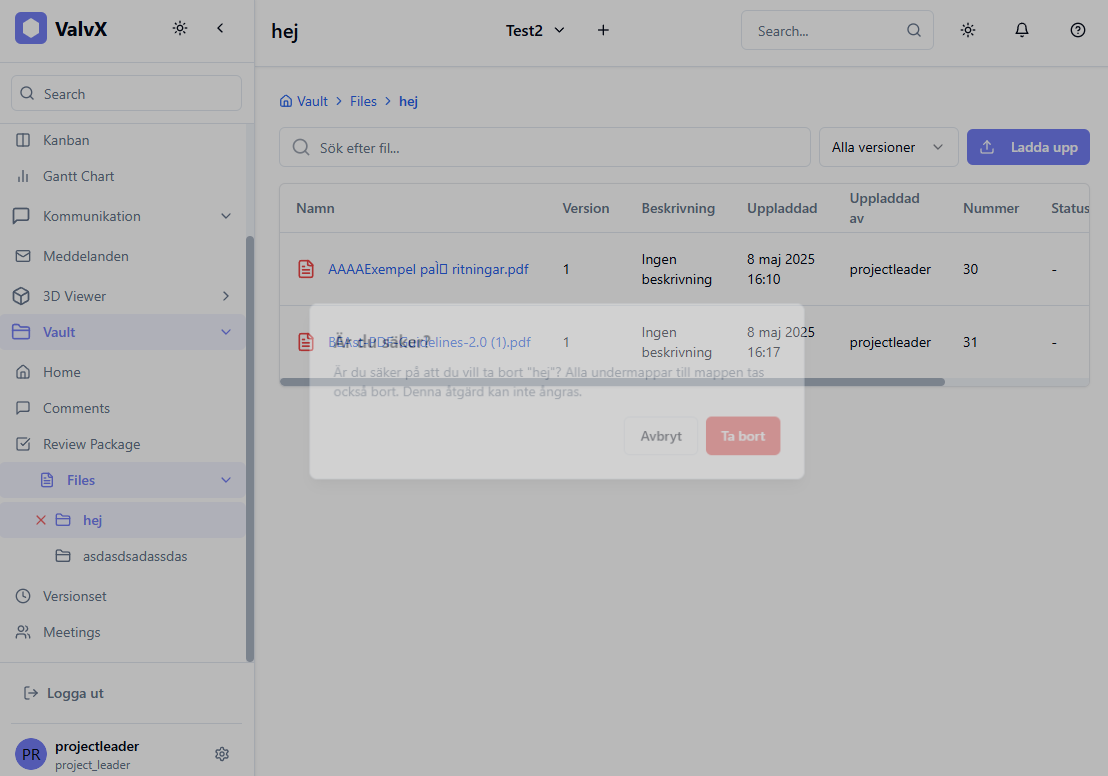 ValvX
hej
Test2
Search...
Search
Kanban
Gantt Chart
Kommunikation
Meddelanden
3D Viewer
Vault
Home
Comments
Review Package
Files
hej
asdasdsadassdas
Versionset
Meetings
Logga ut
PR
projectleader
project_leader
Vault > Files > hej
Sök efter fil...
Alla versioner
Ladda upp
Namn Version Beskrivning Uppladdad Uppladdad av Nummer Status
AAAAExempel 1 Ingen beskrivning 8 maj 2025 16:10 projectleader 30 -
ritningar.pdf
1 Ingen beskrivning 8 maj 2025 16:17 projectleader 31 -
delines-2.0 (1).pdf
Är du säker?
Är du säker på att du vill ta bort "hej"? Alla undermappar till mappen tas
också bort. Denna åtgärd kan inte ångras.
Avbryt
Ta bort